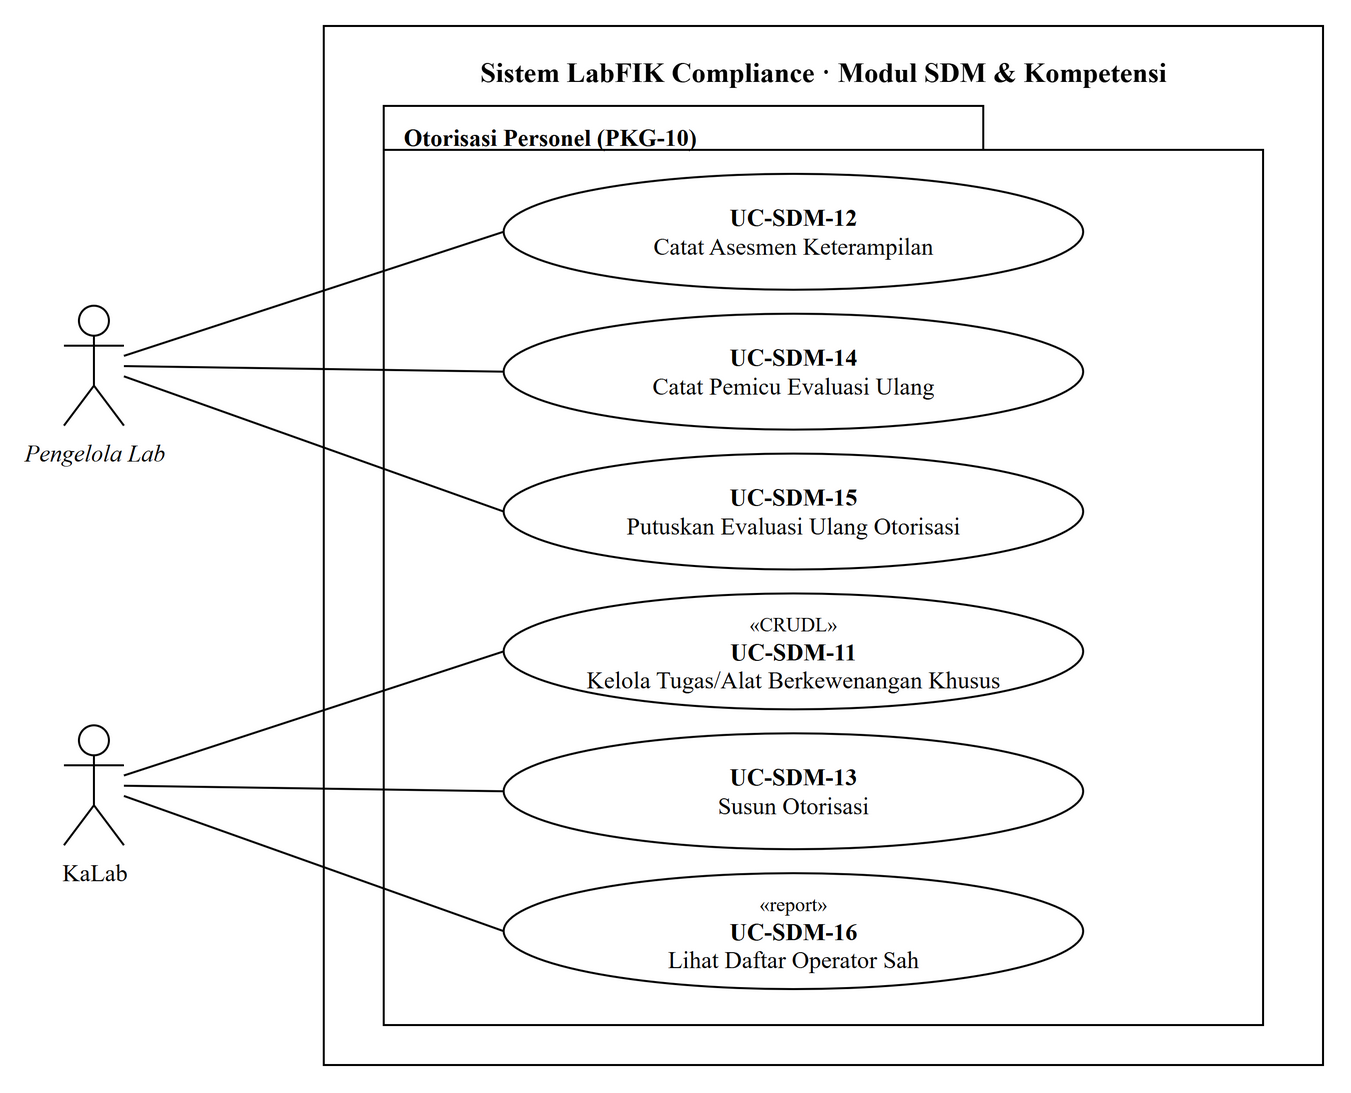 Sistem LabFIK Compliance · Modul SDM & Kompetensi
Otorisasi Personel (PKG-10)
UC-SDM-12
Catat Asesmen Keterampilan
UC-SDM-14
Catat Pemicu Evaluasi Ulang
Pengelola Lab
UC-SDM-15
Putuskan Evaluasi Ulang Otorisasi
«CRUDL»
UC-SDM-11
Kelola Tugas/Alat Berkewenangan Khusus
UC-SDM-13
Susun Otorisasi
KaLab
«report»
UC-SDM-16
Lihat Daftar Operator Sah